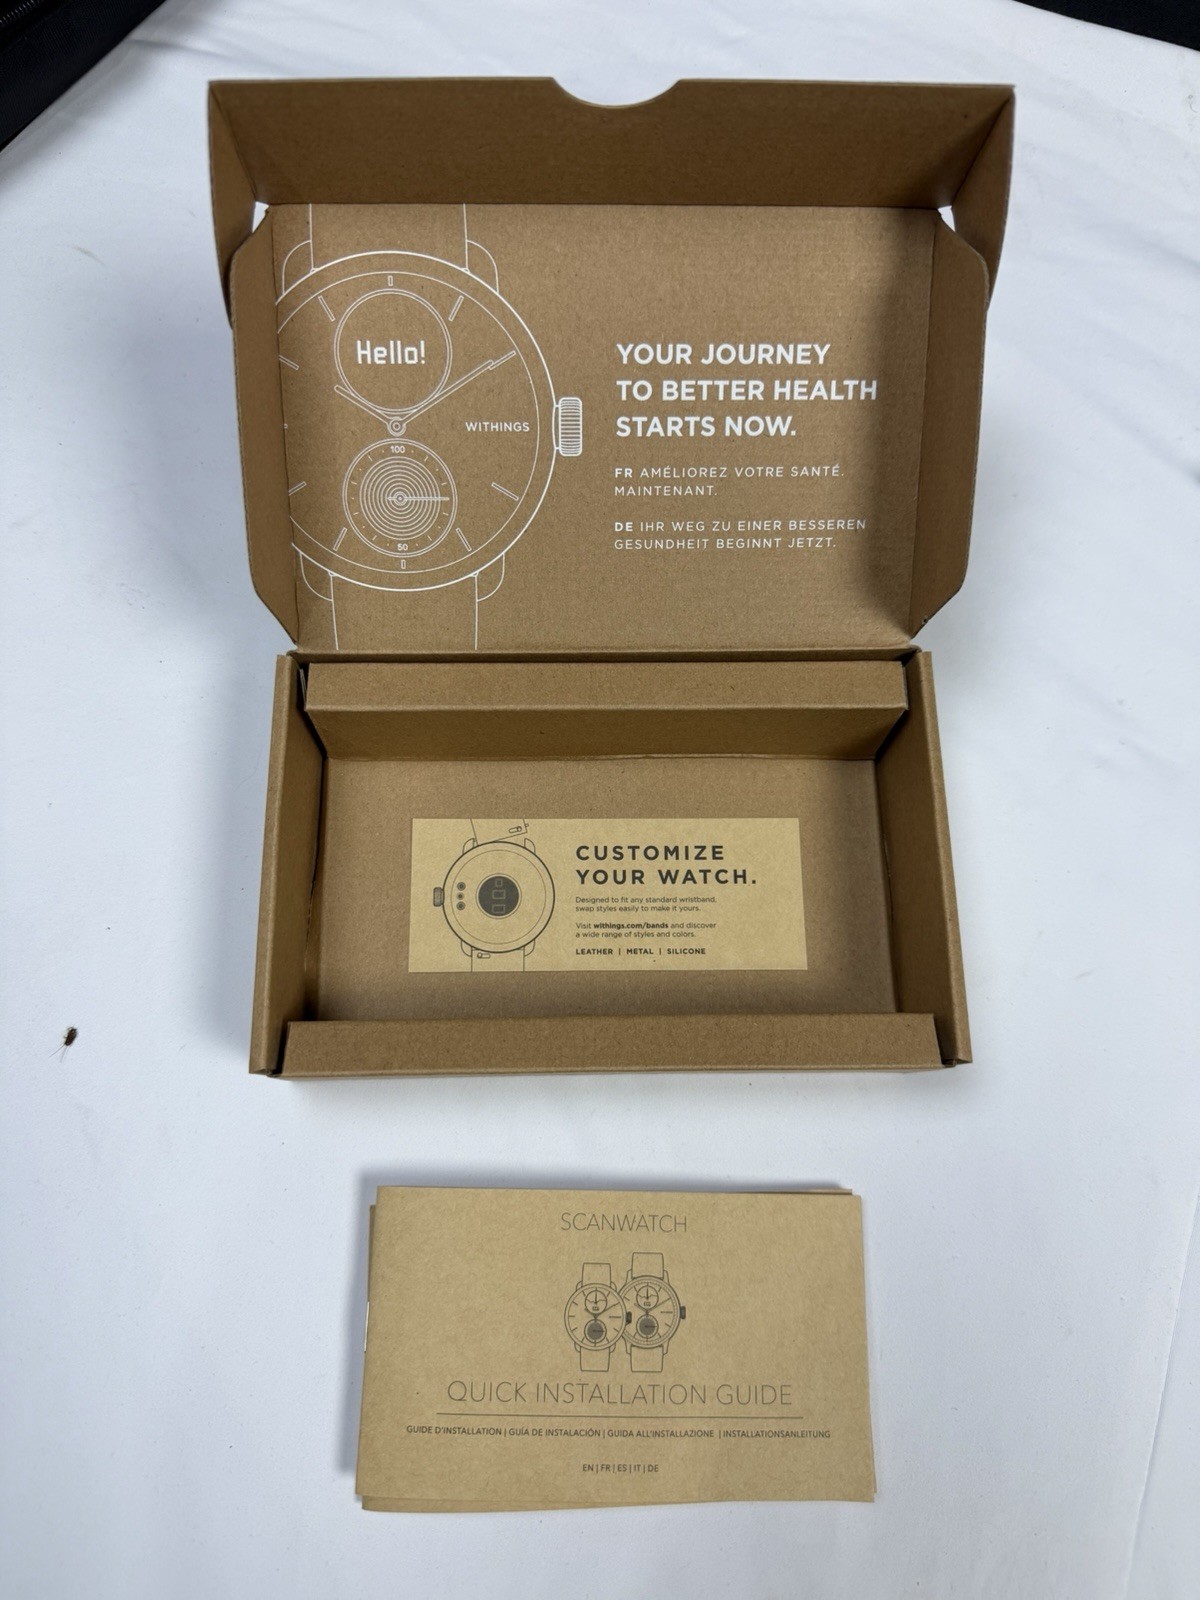 Hello!
WITHINGS
100
50
YOUR JOURNEY
TO BETTER HEALTH
STARTS NOW.
FR AMÉLIOREZ VOTRE SANTÉ.
MAINTENANT.
DE IHR WEG ZU EINER BESSEREN
GESUNDHEIT BEGINNT JETZT.
CUSTOMIZE
YOUR WATCH.
Designed to fit any standard wristband,
swap styles easily to make it yours.
Visit withings.com/bands and discover
a wide range of styles and colors.
LEATHER | METAL | SILICONE
SCANWATCH
QUICK INSTALLATION GUIDE
GUIDE D'INSTALLATION | GUÍA DE INSTALACIÓN | GUIDA ALL'INSTALLAZIONE | INSTALLATIONSANLEITUNG
EN | FR | ES | IT | DE